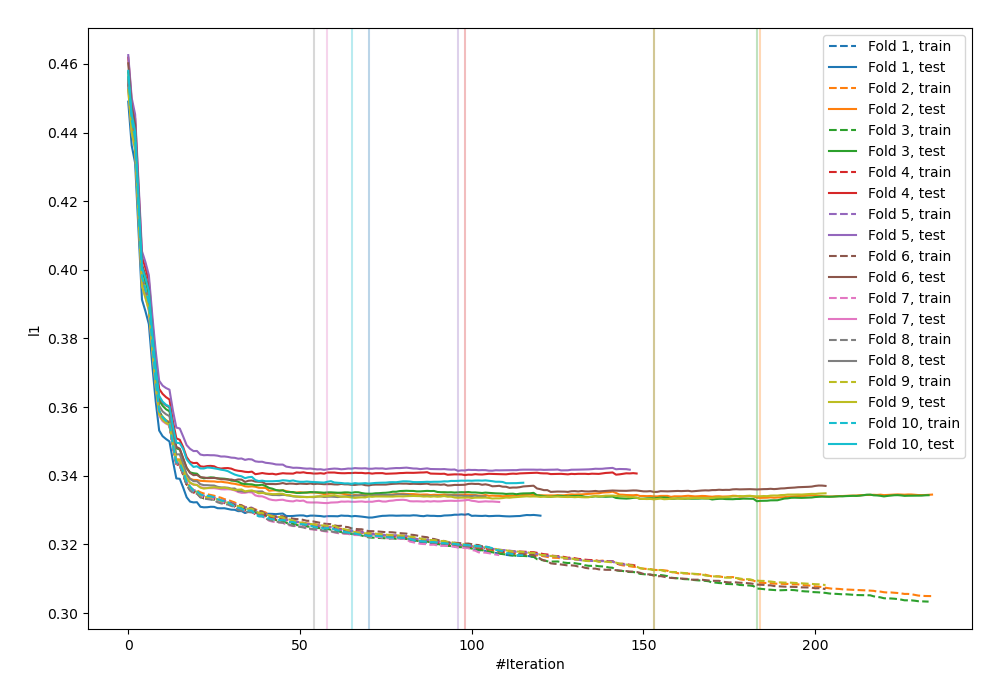 0.46
0.44
0.42
0.40
0.38
0.36
0.34
0.32
0.30
l1
0
50
100
150
200
#Iteration
Fold 1, train
Fold 1, test
Fold 2, train
Fold 2, test
Fold 3, train
Fold 3, test
Fold 4, train
Fold 4, test
Fold 5, train
Fold 5, test
Fold 6, train
Fold 6, test
Fold 7, train
Fold 7, test
Fold 8, train
Fold 8, test
Fold 9, train
Fold 9, test
Fold 10, train
Fold 10, test